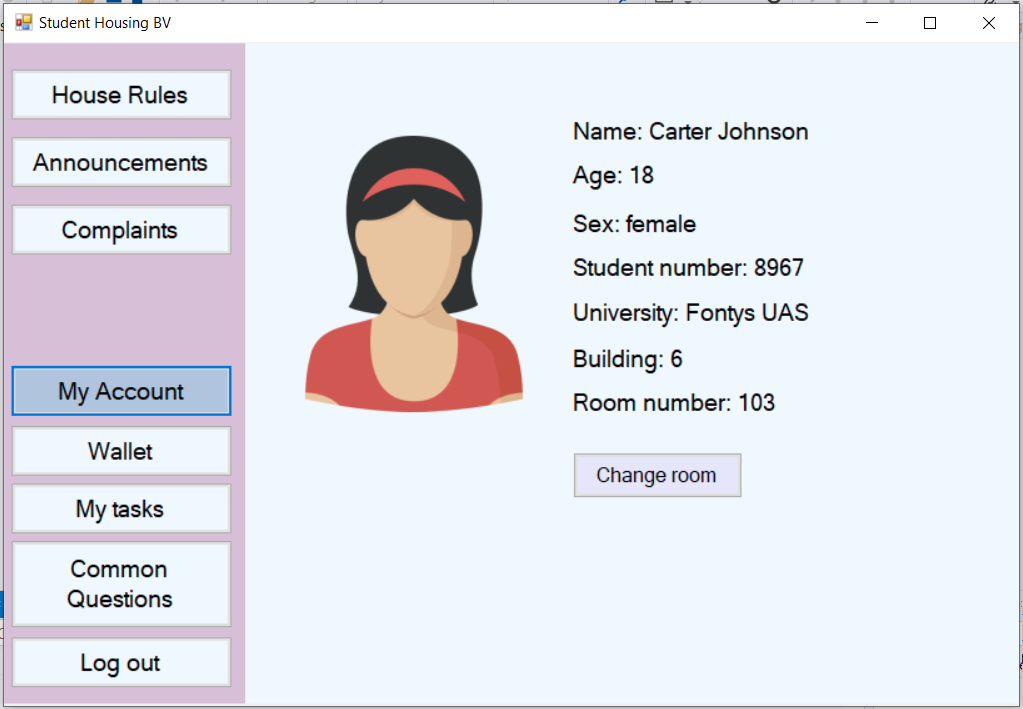 Student Housing BV
House Rules
Announcements
Complaints
My Account
Wallet
My tasks
Common
Questions
Log out
Name: Carter Johnson
Age: 18
Sex: female
Student number: 8967
University: Fontys UAS
Building: 6
Room number: 103
Change room